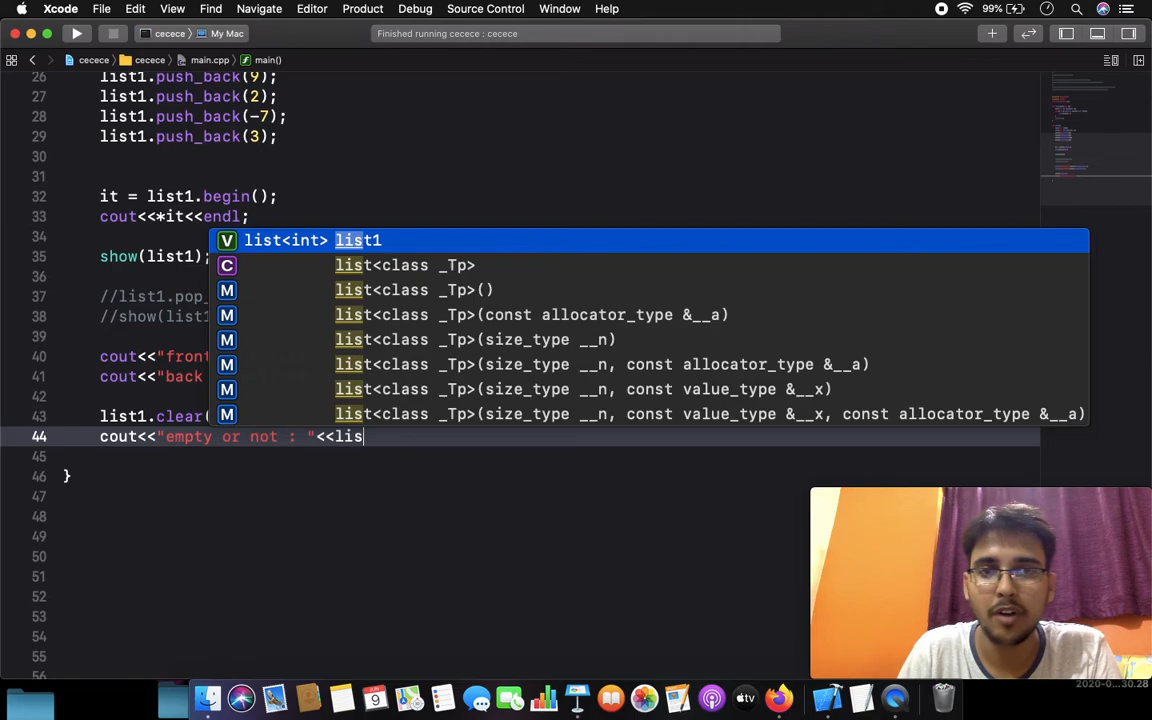 Xcode File Edit View Find Navigate Editor Product Debug Source Control Window Help 99%
cecece › My Mac Finished running cecece : cecece
cecece › cecece › main.cpp › main()
26 list1.push_back(9);
27 list1.push_back(2);
28 list1.push_back(-7);
29 list1.push_back(3);
30
31
32 it = list1.begin();
33 cout<<*it<<endl;
34
V list<int> list1
35 show(list1);
C list<class _Tp>
36
M list<class _Tp>()
37 //list1.pop_
38 //show(list1
M list<class _Tp>(const allocator_type &__a)
39
M list<class _Tp>(size_type __n)
40 cout<<"front
M list<class _Tp>(size_type __n, const allocator_type &__a)
41 cout<<"back
42
M list<class _Tp>(size_type __n, const value_type &__x)
43 list1.clear(
M list<class _Tp>(size_type __n, const value_type &__x, const allocator_type &__a)
44 cout<<"empty or not : "<<lis
45
46 }
47
48
49
50
51
52
53
54
55
56
2020-0...30.28
9
tv